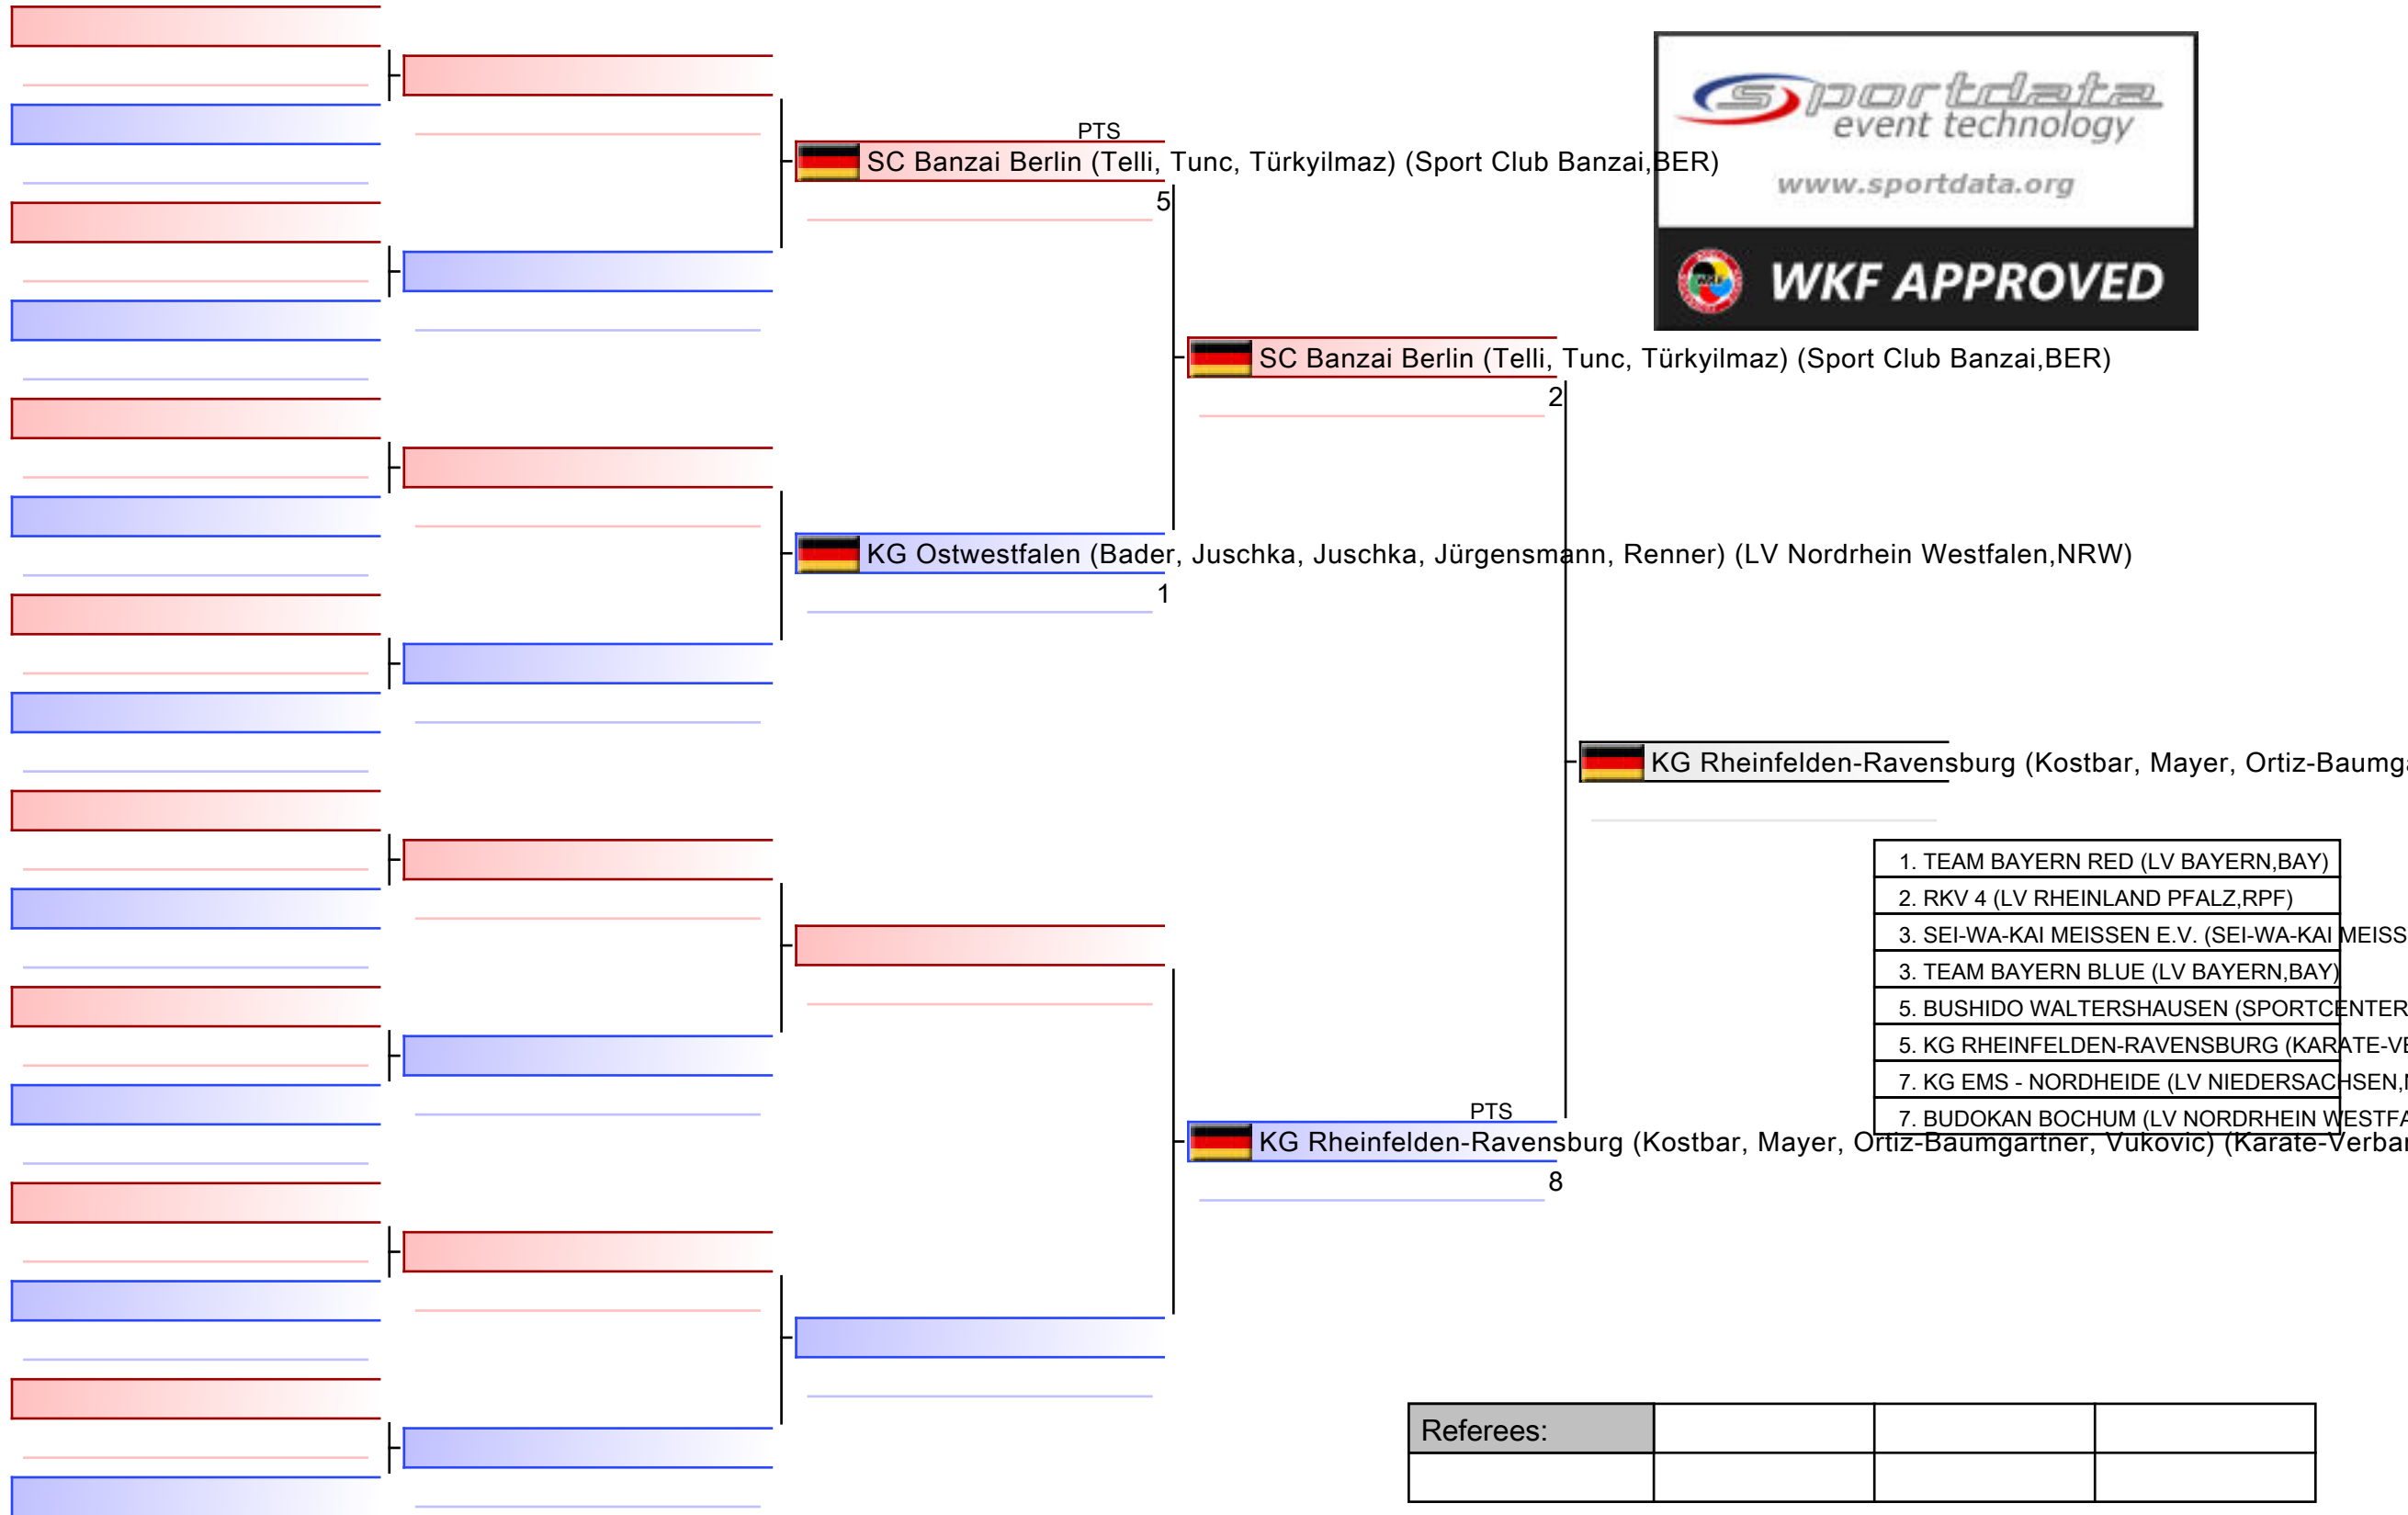 sportdata
event technology
www.sportdata.org
WKF APPROVED
PTS
SC Banzai Berlin (Telli, Tunc, Türkyilmaz) (Sport Club Banzai,BER)
5
SC Banzai Berlin (Telli, Tunc, Türkyilmaz) (Sport Club Banzai,BER)
2
KG Ostwestfalen (Bader, Juschka, Juschka, Jürgensmann, Renner) (LV Nordrhein Westfalen,NRW)
1
KG Rheinfelden-Ravensburg (Kostbar, Mayer, Ortiz-Baumga
1. TEAM BAYERN RED (LV BAYERN,BAY)
2. RKV 4 (LV RHEINLAND PFALZ,RPF)
3. SEI-WA-KAI MEISSEN E.V. (SEI-WA-KAI MEISS
3. TEAM BAYERN BLUE (LV BAYERN,BAY)
5. BUSHIDO WALTERSHAUSEN (SPORTCENTER
5. KG RHEINFELDEN-RAVENSBURG (KARATE-VE
7. KG EMS - NORDHEIDE (LV NIEDERSACHSEN,
7. BUDOKAN BOCHUM (LV NORDRHEIN WESTFA
PTS
KG Rheinfelden-Ravensburg (Kostbar, Mayer, Ortiz-Baumgartner, Vukovic) (Karate-Verban
8
Referees: